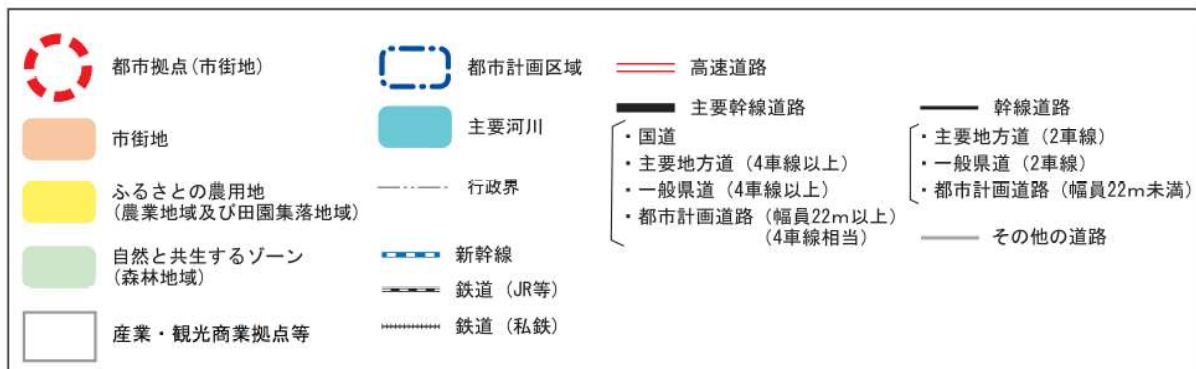 都市拠点(市街地)
市街地
ふるさとの農用地
(農業地域及び田園集落地域)
自然と共生するゾーン
(森林地域)
産業・観光商業拠点等
都市計画区域
主要河川
行政界
新幹線
鉄道（JR等）
鉄道（私鉄）
高速道路
主要幹線道路
・国道
・主要地方道（4車線以上）
・一般県道（4車線以上）
・都市計画道路（幅員22m以上）
(4車線相当)
幹線道路
・主要地方道（2車線）
・一般県道（2車線）
・都市計画道路（幅員22m未満）
その他の道路